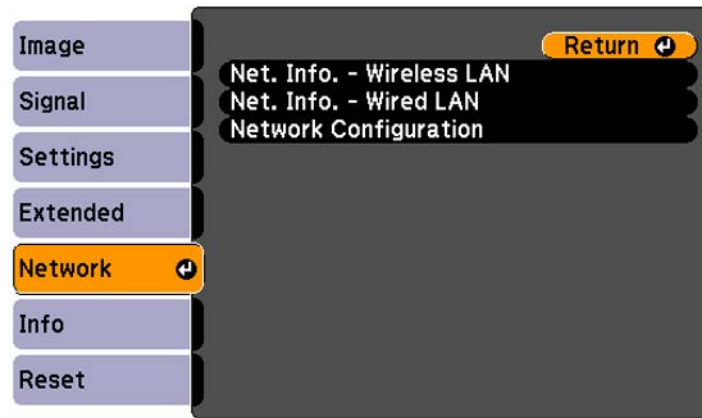 Image
Signal
Settings
Extended
Network
Info
Reset
Return
Net. Info. - Wireless LAN
Net. Info. - Wired LAN
Network Configuration